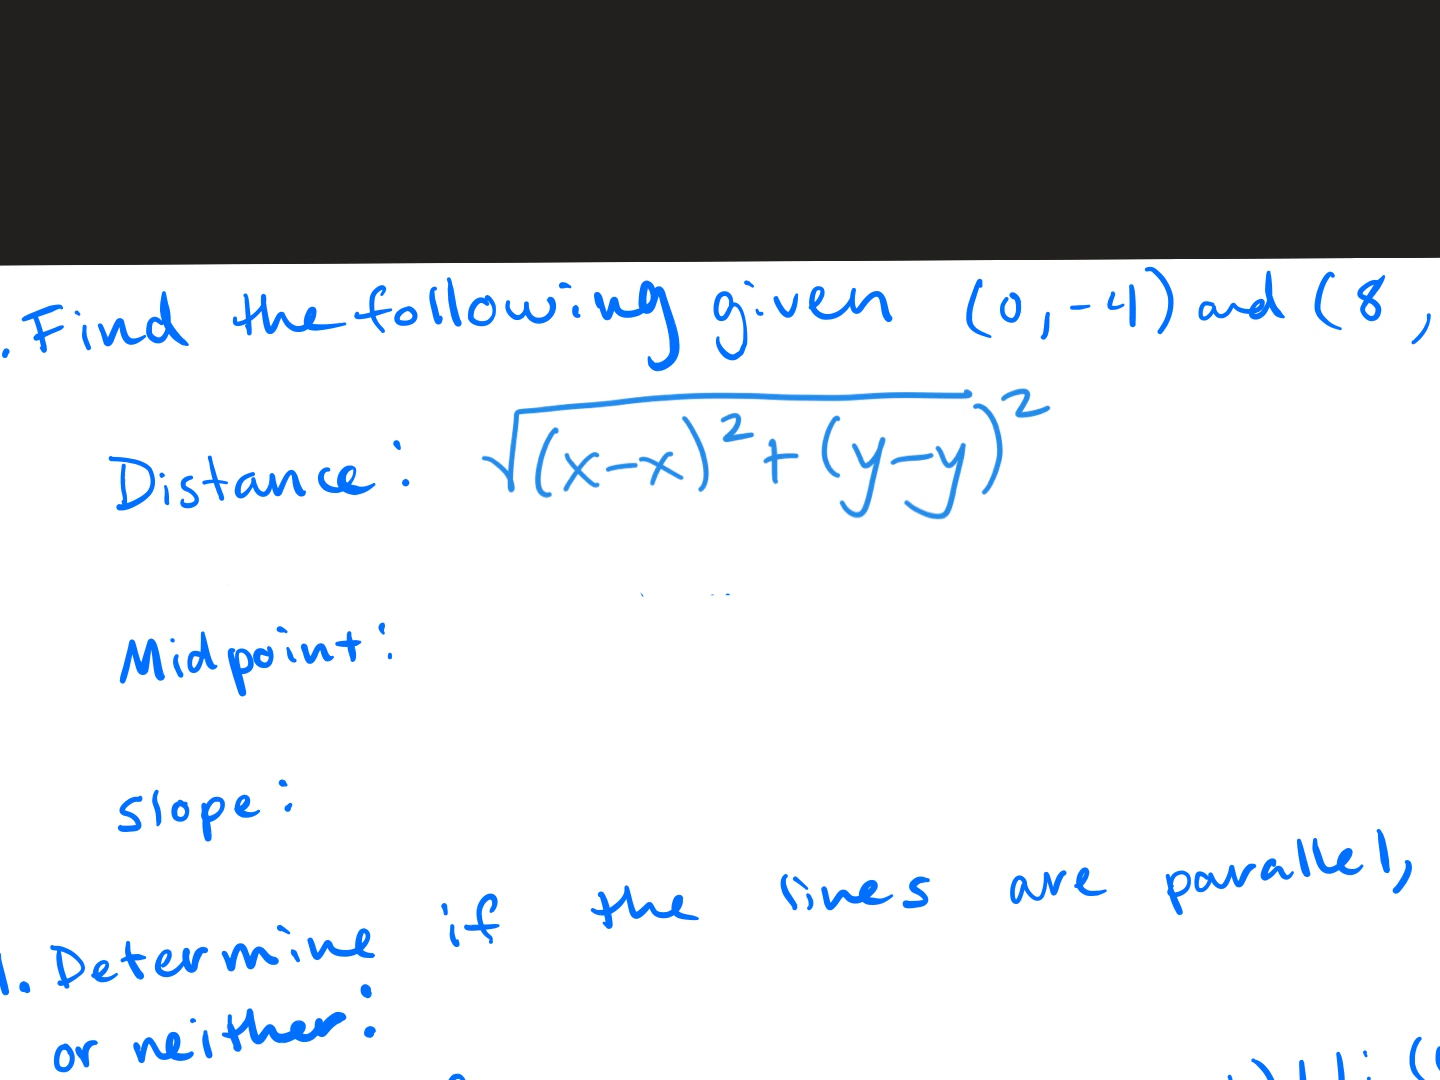 . Find the following given (0, -4) and (8,
Distance: √(x-x)² + (y-y)²
Midpoint:
slope:
1. Determine if the lines are parallel,
or neither: